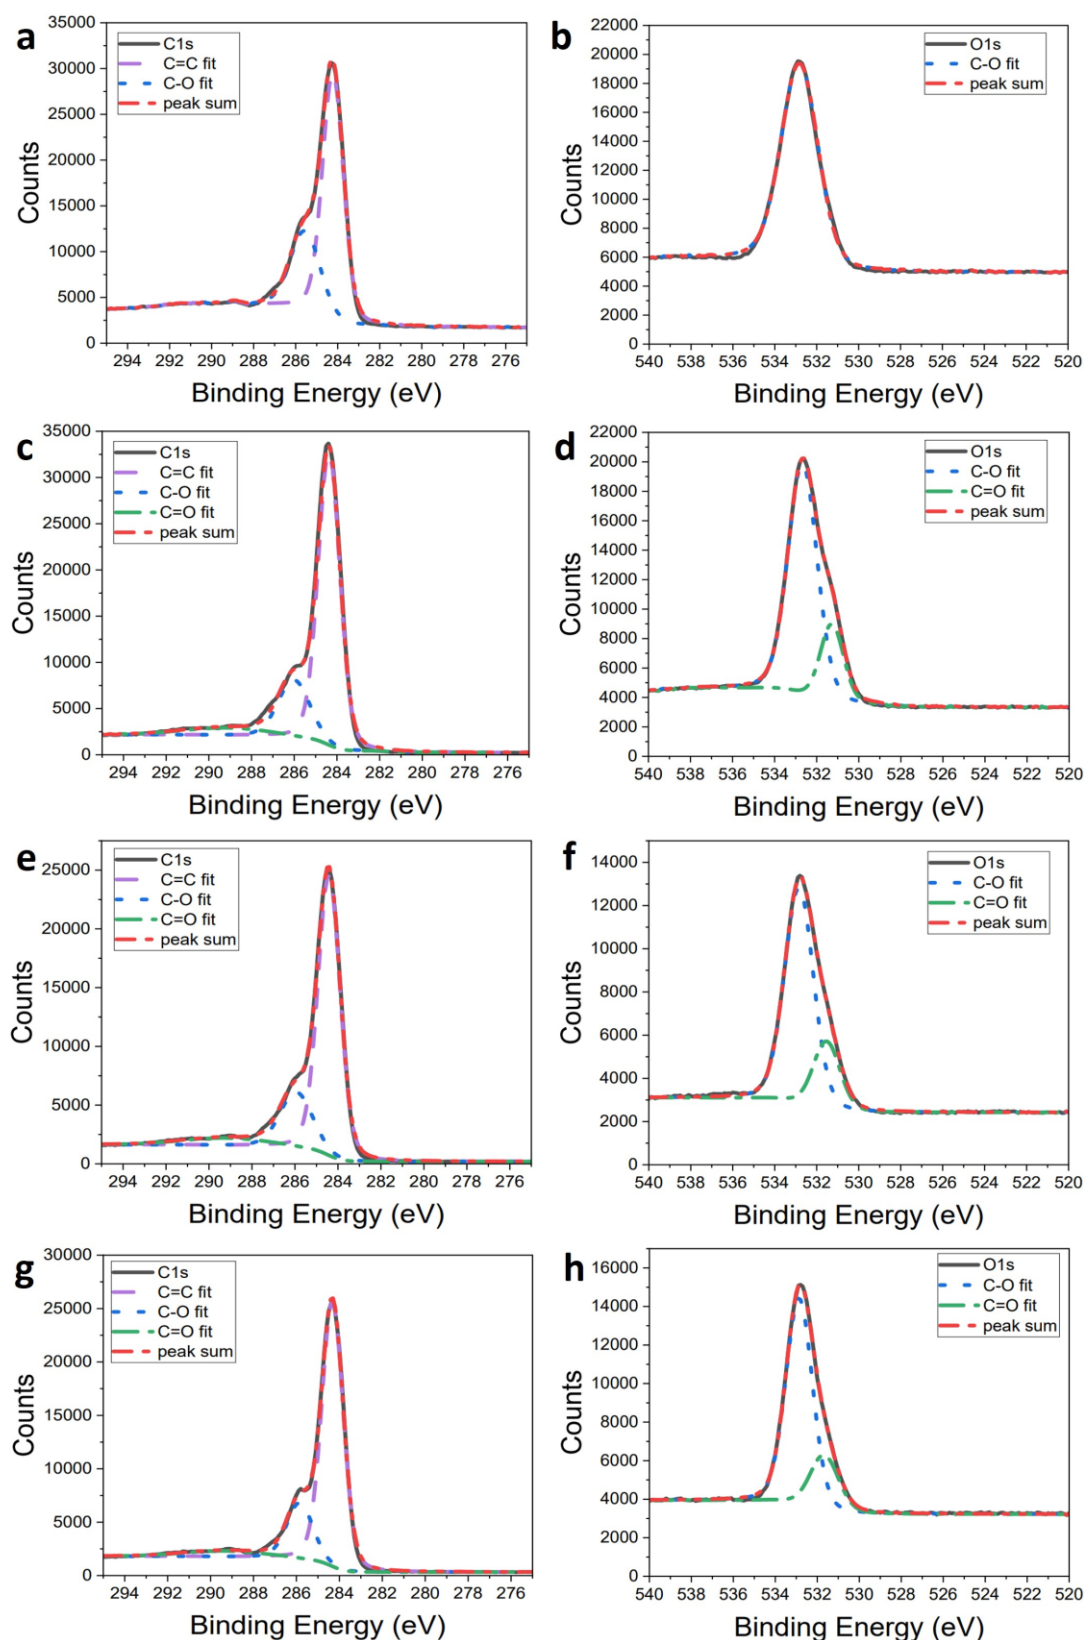 a
35000
30000
25000
20000
15000
10000
5000
0
C1s
C=C fit
C-O fit
peak sum
Counts
294 292 290 288 286 284 282 280 278 276
Binding Energy (eV)
b
22000
20000
18000
16000
14000
12000
10000
8000
6000
4000
2000
0
O1s
C-O fit
peak sum
Counts
540 538 536 534 532 530 528 526 524 522 520
Binding Energy (eV)
c
35000
30000
25000
20000
15000
10000
5000
0
C1s
C=C fit
C-O fit
C=O fit
peak sum
Counts
294 292 290 288 286 284 282 280 278 276
Binding Energy (eV)
d
22000
20000
18000
16000
14000
12000
10000
8000
6000
4000
2000
0
O1s
C-O fit
C=O fit
peak sum
Counts
540 538 536 534 532 530 528 526 524 522 520
Binding Energy (eV)
e
25000
20000
15000
10000
5000
0
C1s
C=C fit
C-O fit
C=O fit
peak sum
Counts
294 292 290 288 286 284 282 280 278 276
Binding Energy (eV)
f
14000
12000
10000
8000
6000
4000
2000
0
O1s
C-O fit
C=O fit
peak sum
Counts
540 538 536 534 532 530 528 526 524 522 520
Binding Energy (eV)
g
30000
25000
20000
15000
10000
5000
0
C1s
C=C fit
C-O fit
C=O fit
peak sum
Counts
294 292 290 288 286 284 282 280 278 276
Binding Energy (eV)
h
16000
14000
12000
10000
8000
6000
4000
2000
0
O1s
C-O fit
C=O fit
peak sum
Counts
540 538 536 534 532 530 528 526 524 522 520
Binding Energy (eV)